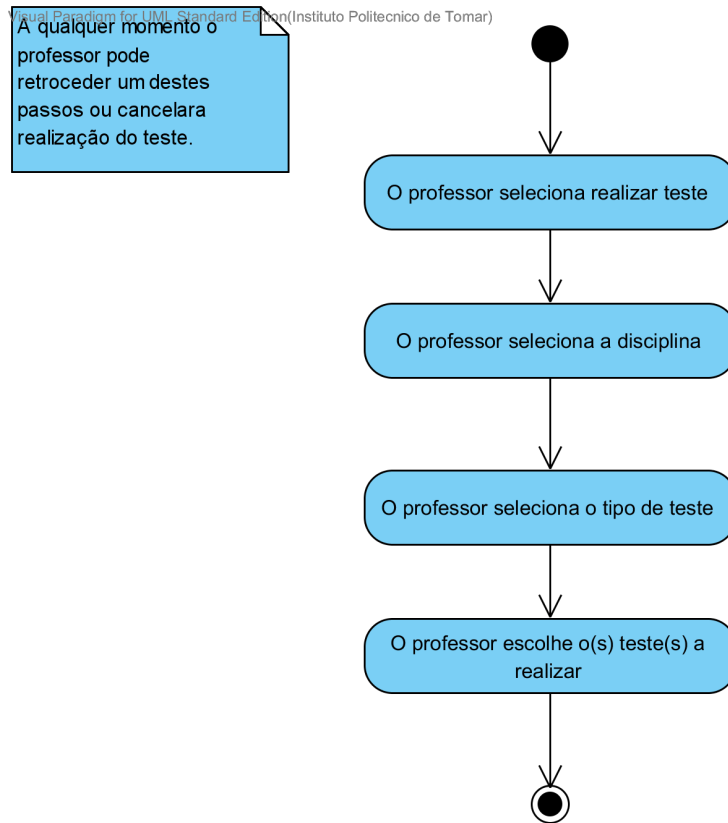 Visual Paradigm for UML Standard Edition(Instituto Politecnico de Tomar)
A qualquer momento o
professor pode
retroceder um destes
passos ou cancelara
realização do teste.
O professor seleciona realizar teste
O professor seleciona a disciplina
O professor seleciona o tipo de teste
O professor escolhe o(s) teste(s) a
realizar